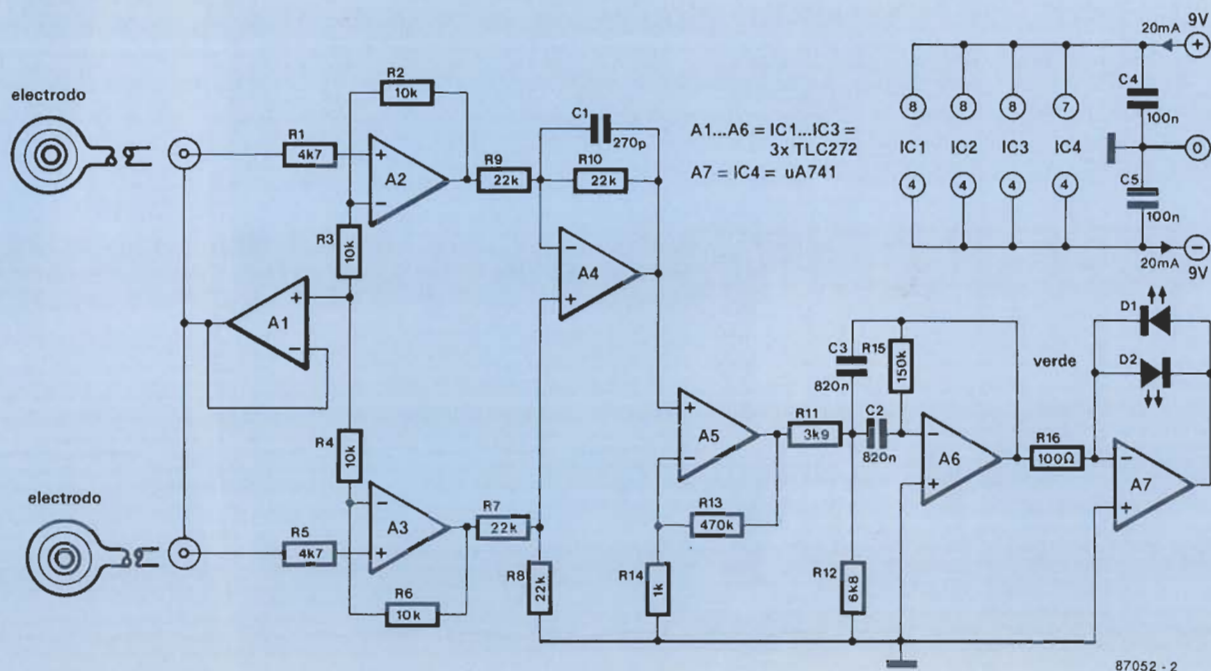 electrodo
R1
4k7
R2
10k
+
A2
−
R3
10k
R9
22k
C1
270p
R10
22k
−
A4
+
A1...A6 = IC1...IC3 =
3x TLC272
A7 = IC4 = uA741
20mA
9V
+
8
8
8
7
C4
100n
IC1
IC2
IC3
IC4
0
4
4
4
4
C5
100n
−
20mA
9V
A1
+
−
R4
10k
electrodo
R5
4k7
−
A3
+
R6
10k
R7
22k
R8
22k
+
A5
−
R13
470k
R14
1k
R11
3k9
C3
820n
R15
150k
C2
820n
R12
6k8
−
A6
+
verde
D1
D2
R16
100Ω
−
A7
+
87052 - 2